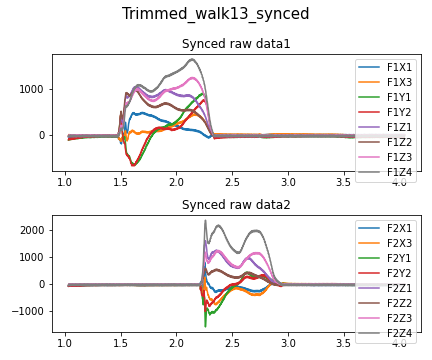 Trimmed_walk13_synced
Synced raw data1
1000
0
1.0 1.5 2.0 2.5 3.0 3.5 4.0
F1X1
F1X3
F1Y1
F1Y2
F1Z1
F1Z2
F1Z3
F1Z4
Synced raw data2
2000
1000
0
−1000
1.0 1.5 2.0 2.5 3.0 3.5 4.0
F2X1
F2X3
F2Y1
F2Y2
F2Z1
F2Z2
F2Z3
F2Z4